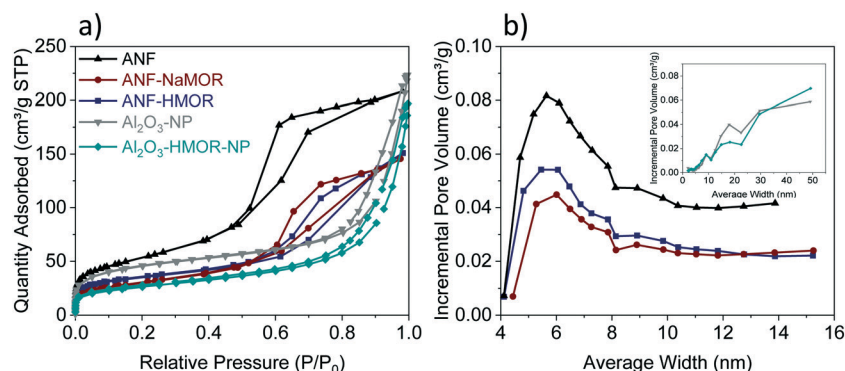 a)
Quantity Adsorbed (cm³/g STP)
250
200
150
100
50
0
ANF
ANF-NaMOR
ANF-HMOR
Al₂O₃-NP
Al₂O₃-HMOR-NP
0.0 0.2 0.4 0.6 0.8 1.0
Relative Pressure (P/P₀)
b)
Incremental Pore Volume (cm³/g)
0.10
0.08
0.06
0.04
0.02
0.00
4 6 8 10 12 14 16
Average Width (nm)
Incremental Pore Volume (cm³/g)
0.08
0.06
0.04
0.02
0.00
0 10 20 30 40 50
Average Width (nm)